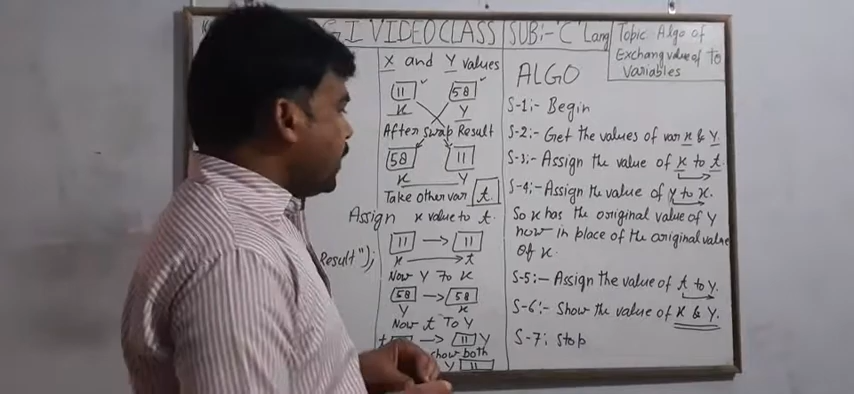 GI VIDEO CLASS
SUB:- "C" Lang
Topic. Algo of
Exchang value of To
Variables
X and Y values
11 58
x Y
After Swap Result
58 11
x Y
Take other var t.
Assign x value to t.
11 → 11
x → t
Result");
Now Y To x
58 → 58
Y x
Now t To Y
t → 11 Y
show both
Y 11
ALGO
S-1:- Begin
S-2:- Get the values of var x & Y.
S-3:- Assign the value of x to t
S-4:- Assign the value of Y to x.
So x has the original value of Y
now in place of the original value
of x.
S-5:- Assign the value of t to Y.
S-6:- Show the value of x & Y.
S-7: Stop